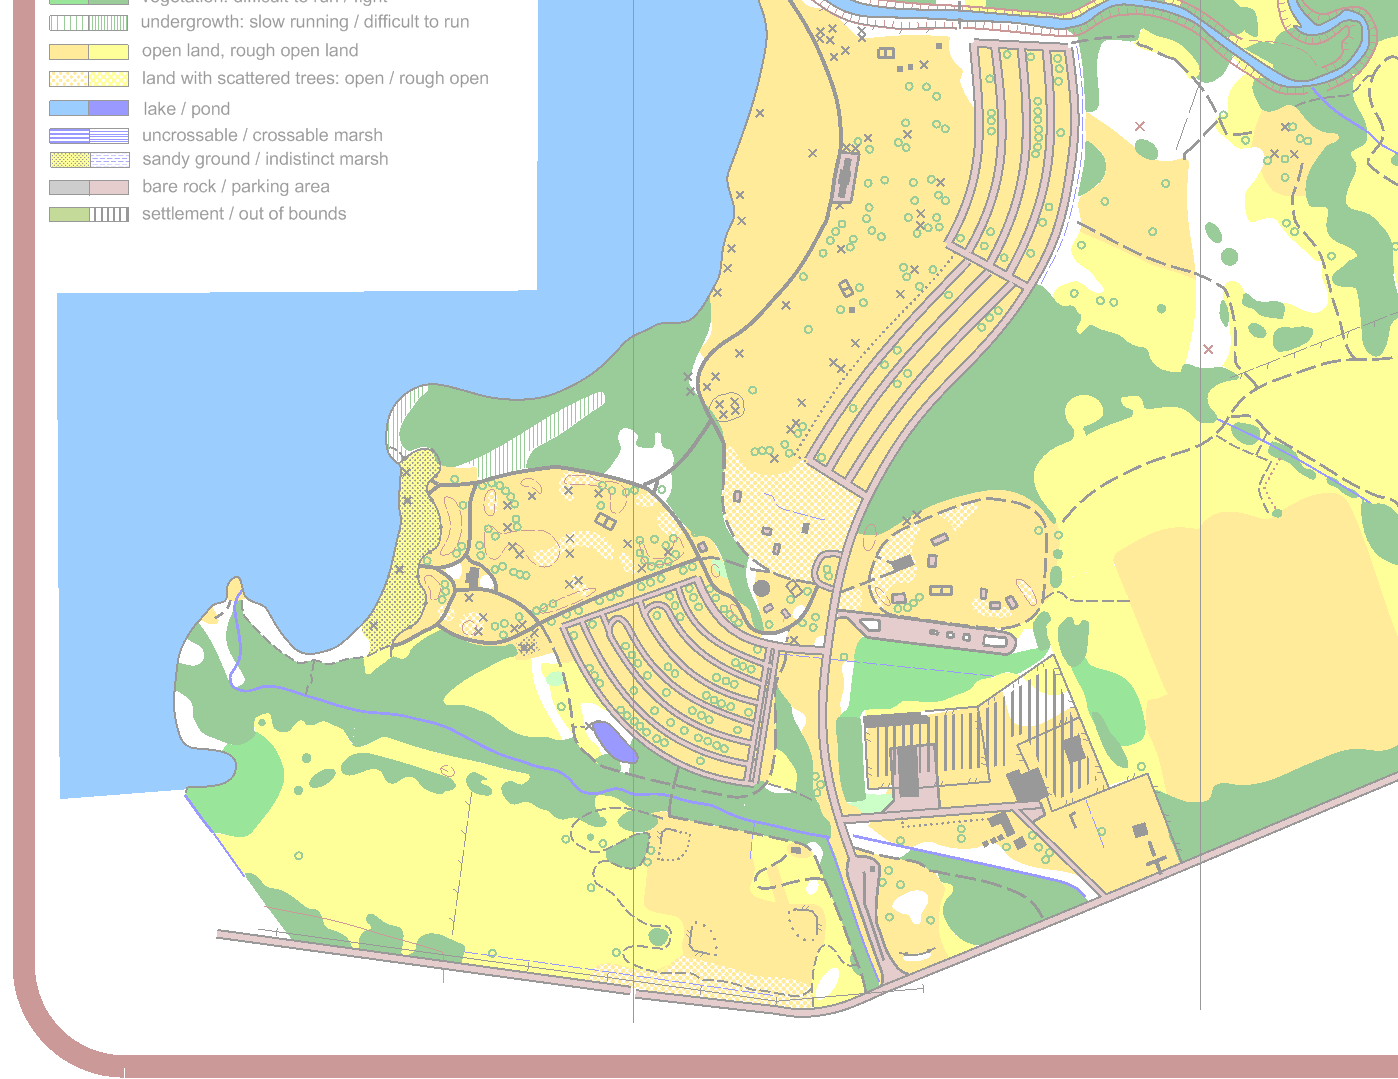 vegetation: difficult to run / fight
undergrowth: slow running / difficult to run
open land, rough open land
land with scattered trees: open / rough open
lake / pond
uncrossable / crossable marsh
sandy ground / indistinct marsh
bare rock / parking area
settlement / out of bounds